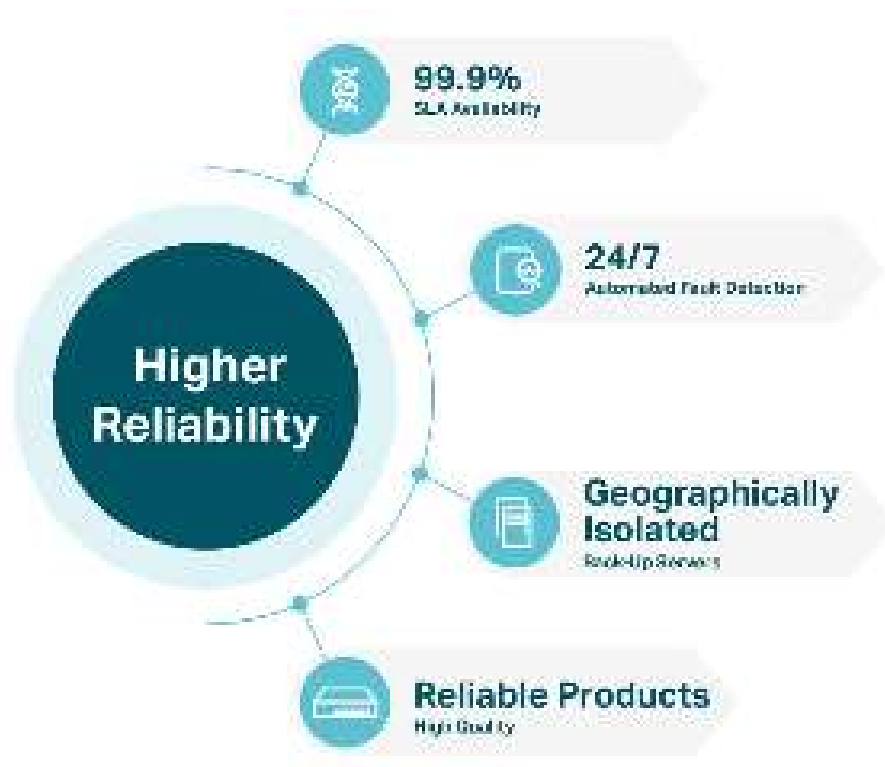 99.9%
SLA Availability
24/7
Automated Fault Detection
Higher
Reliability
Geographically
Isolated
Back-Up Servers
Reliable Products
High Quality